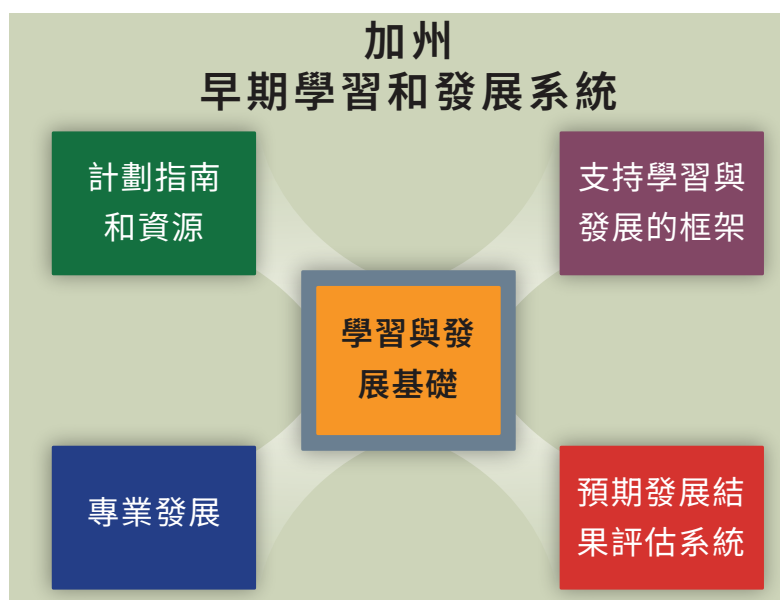 加州
早期學習和發展系統
計劃指南
和資源
支持學習與
發展的框架
學習與發
展基礎
專業發展
預期發展結
果評估系統